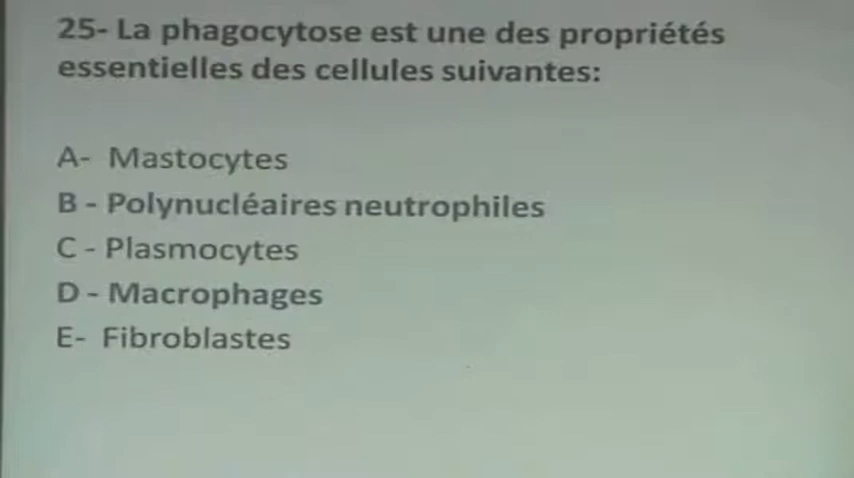 25- La phagocytose est une des propriétés
essentielles des cellules suivantes:
A- Mastocytes
B - Polynucléaires neutrophiles
C - Plasmocytes
D - Macrophages
E- Fibroblastes